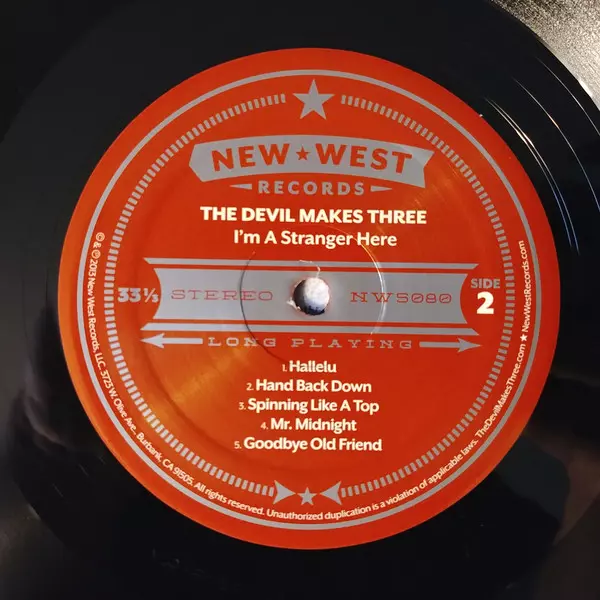 NEW ★ WEST
RECORDS
THE DEVIL MAKES THREE
I'm A Stranger Here
33⅓ STEREO NW5080 SIDE 2
LONG PLAYING
1. Hallelu
2. Hand Back Down
3. Spinning Like A Top
4. Mr. Midnight
5. Goodbye Old Friend
© & ℗ 2013 New West Records, LLC. 3723 W. Olive Ave., Burbank, CA 91505. All rights reserved. Unauthorized duplication is a violation of applicable laws. TheDevilMakesThree.com ★ NewWestRecords.com